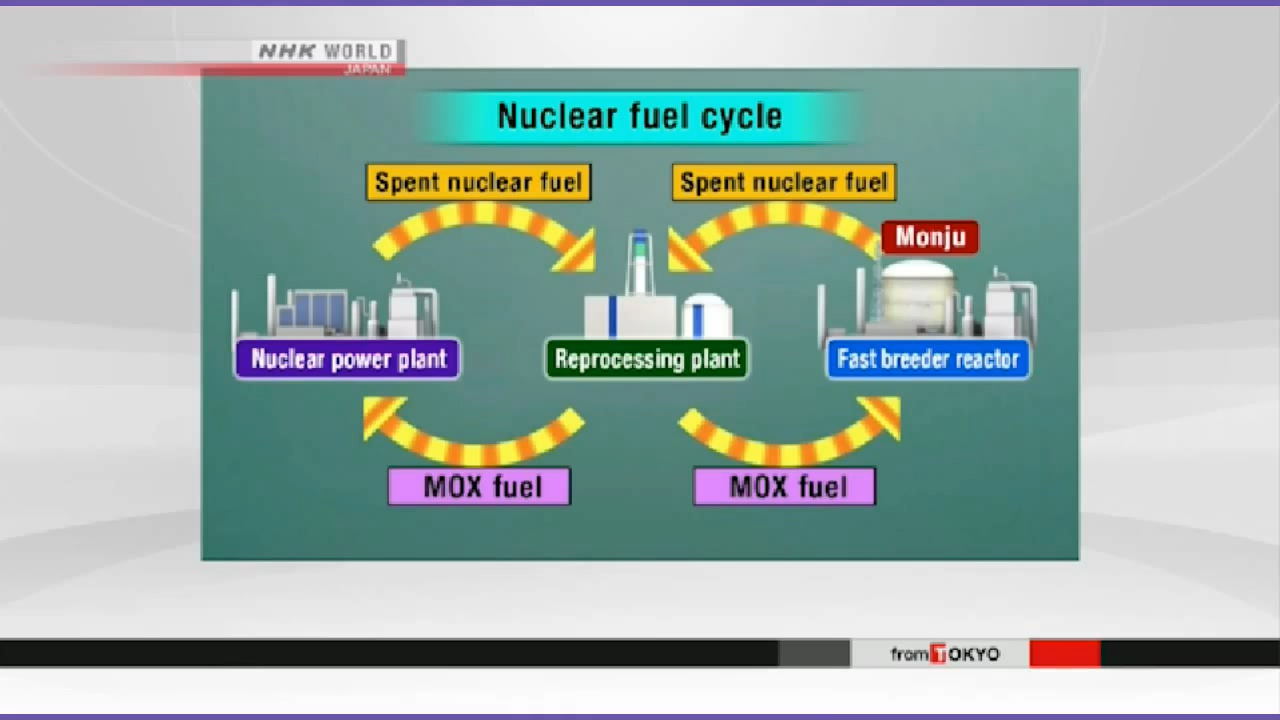 NHK WORLD
JAPAN
Nuclear fuel cycle
Spent nuclear fuel
Spent nuclear fuel
Monju
Nuclear power plant
Reprocessing plant
Fast breeder reactor
MOX fuel
MOX fuel
from TOKYO